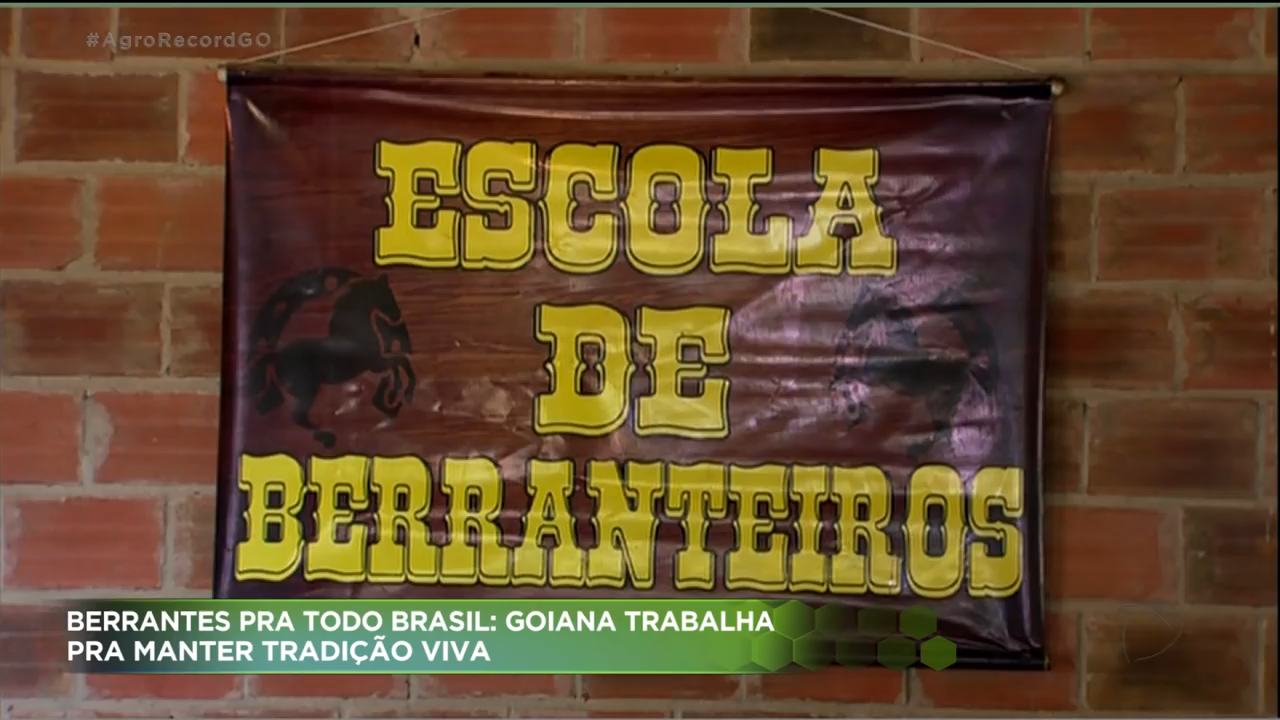 #AgroRecordGO
ESCOLA
DE
BERRANTEIROS
BERRANTES PRA TODO BRASIL: GOIANA TRABALHA
PRA MANTER TRADIÇÃO VIVA